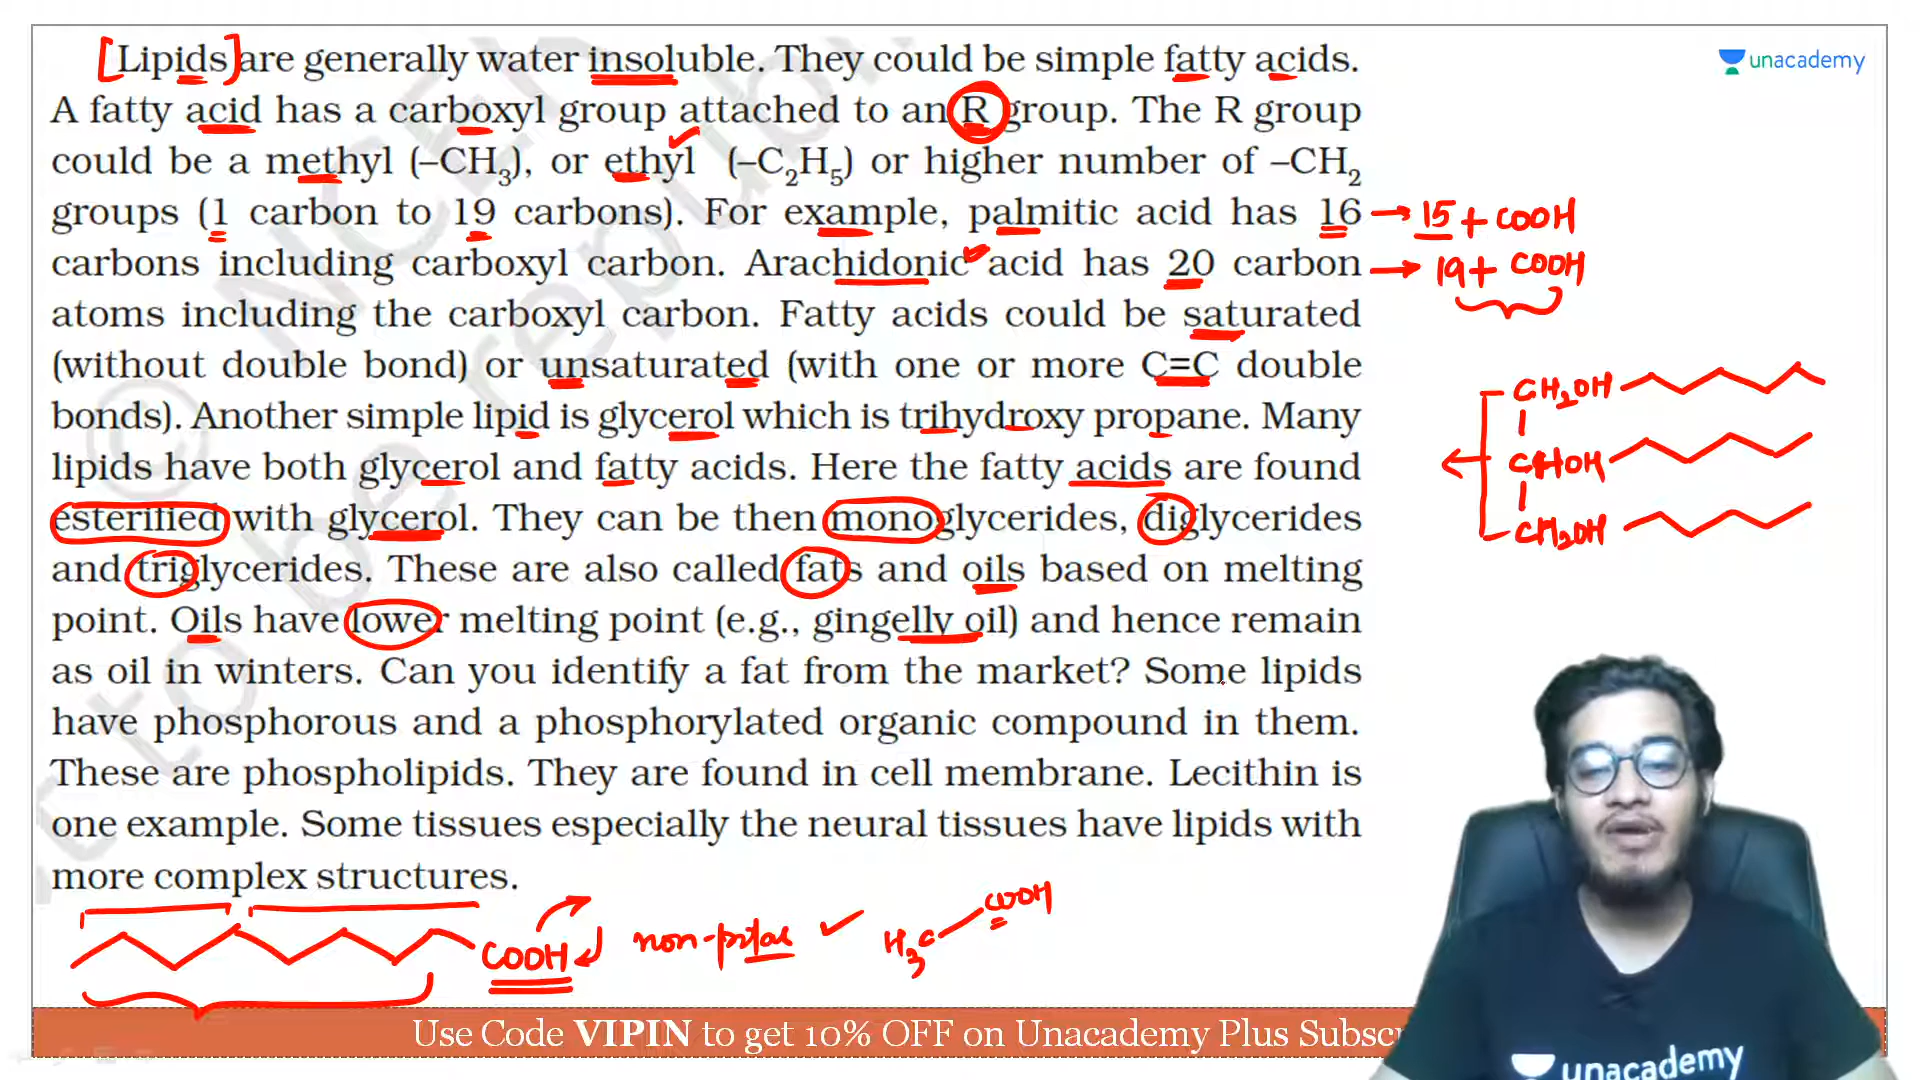 [Lipids] are generally water insoluble. They could be simple fatty acids.
unacademy
A fatty acid has a carboxyl group attached to an R group. The R group
could be a methyl (–CH3), or ethyl (–C2H5) or higher number of –CH2
groups (1 carbon to 19 carbons). For example, palmitic acid has 16
→ 15 + COOH
carbons including carboxyl carbon. Arachidonic acid has 20 carbon
→ 19 + COOH
atoms including the carboxyl carbon. Fatty acids could be saturated
(without double bond) or unsaturated (with one or more C=C double
CH2OH
bonds). Another simple lipid is glycerol which is trihydroxy propane. Many
lipids have both glycerol and fatty acids. Here the fatty acids are found
CHOH
esterified with glycerol. They can be then monoglycerides, diglycerides
CH2OH
and triglycerides. These are also called fats and oils based on melting
point. Oils have lower melting point (e.g., gingelly oil) and hence remain
as oil in winters. Can you identify a fat from the market? Some lipids
have phosphorous and a phosphorylated organic compound in them.
These are phospholipids. They are found in cell membrane. Lecithin is
one example. Some tissues especially the neural tissues have lipids with
more complex structures.
COOH
non-polar
H3C
COOH
Use Code VIPIN to get 10% OFF on Unacademy Plus Subsc
unacademy